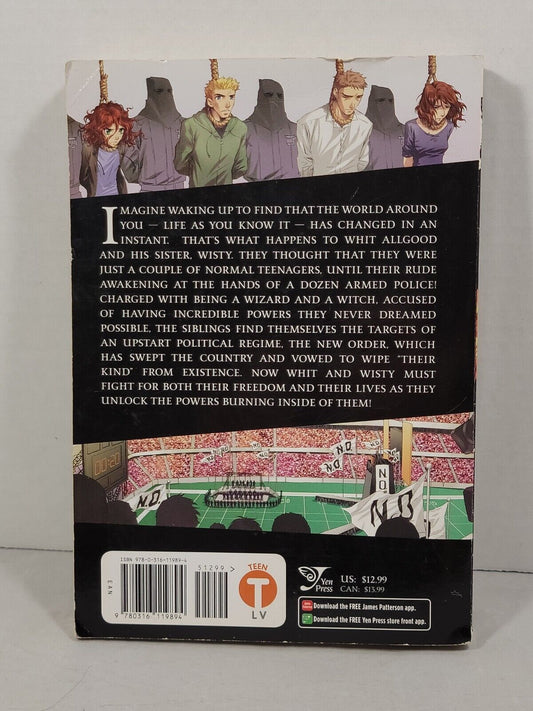 IMAGINE WAKING UP TO FIND THAT THE WORLD AROUND
YOU — LIFE AS YOU KNOW IT — HAS CHANGED IN AN
INSTANT. THAT'S WHAT HAPPENS TO WHIT ALLGOOD
AND HIS SISTER, WISTY. THEY THOUGHT THAT THEY WERE
JUST A COUPLE OF NORMAL TEENAGERS, UNTIL THEIR RUDE
AWAKENING AT THE HANDS OF A DOZEN ARMED POLICE!
CHARGED WITH BEING A WIZARD AND A WITCH, ACCUSED
OF HAVING INCREDIBLE POWERS THEY NEVER DREAMED
POSSIBLE, THE SIBLINGS FIND THEMSELVES THE TARGETS OF
AN UPSTART POLITICAL REGIME, THE NEW ORDER, WHICH
HAS SWEPT THE COUNTRY AND VOWED TO WIPE "THEIR
KIND" FROM EXISTENCE. NOW WHIT AND WISTY MUST
FIGHT FOR BOTH THEIR FREEDOM AND THEIR LIVES AS THEY
UNLOCK THE POWERS BURNING INSIDE OF THEM!
00:20
N.O.
N.O.
N.O.
N.O.
N.O.
ISBN 978-0-316-11989-4
51299 >
EAN
9 780316 119894
TEEN
T
LV
Yen
Press
US: $12.99
CAN: $13.99
Download the FREE James Patterson app.
Download the FREE Yen Press store front app.